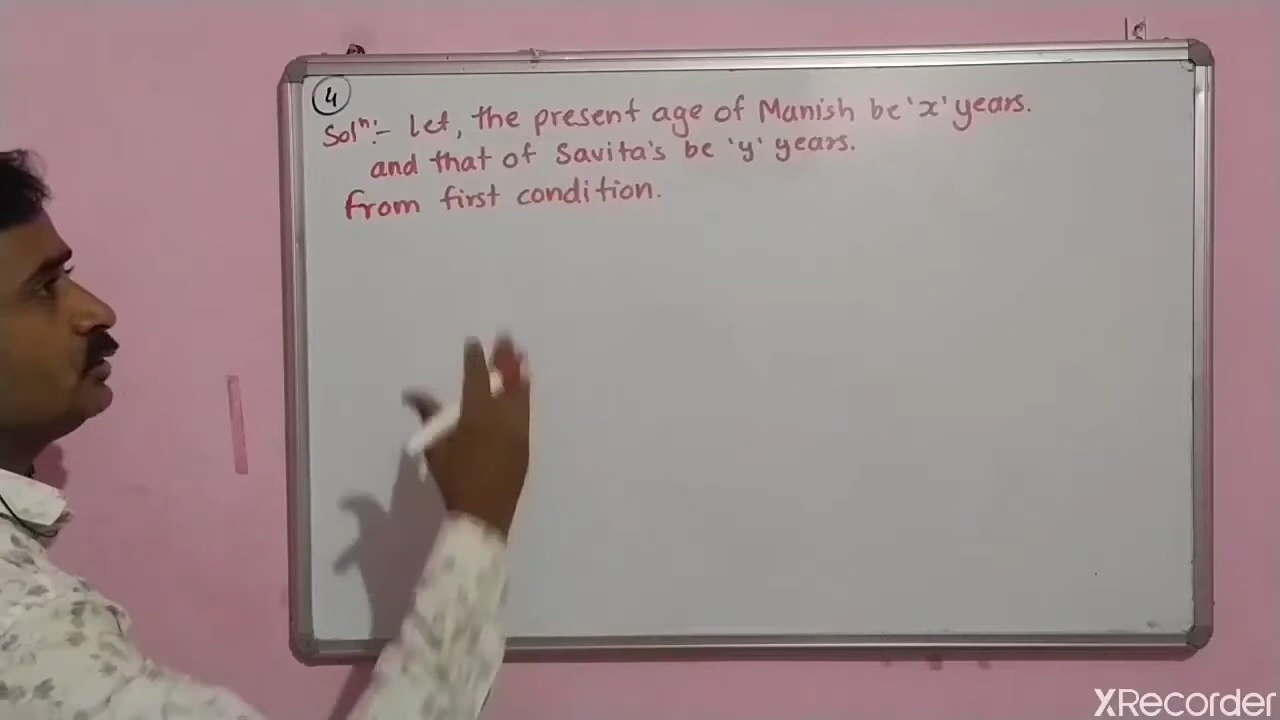 4
Solⁿ:- let, the present age of Manish be 'x' years.
and that of Savita's be 'y' years.
from first condition.
XRecorder